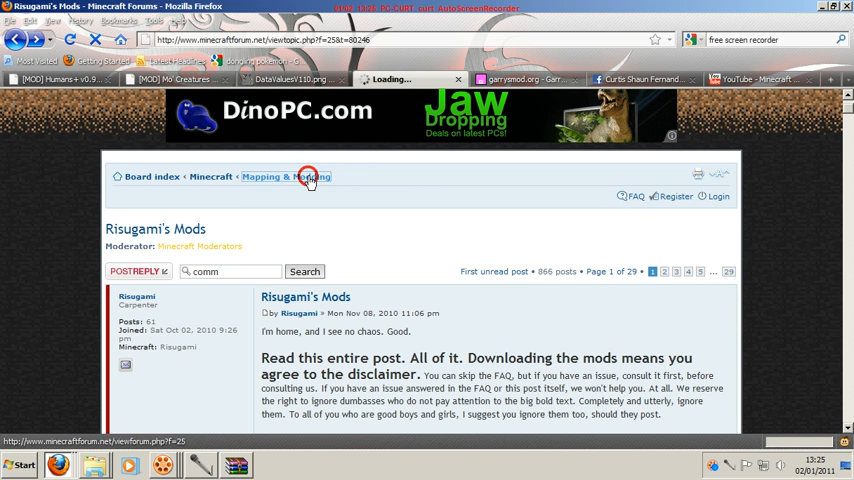 Risugami's Mods - Minecraft Forums - Mozilla Firefox
01/02 13:25 PC-CURT curt AutoScreenRecorder
File Edit View History Bookmarks Tools Help
http://www.minecraftforum.net/viewtopic.php?f=25&t=80246
free screen recorder
Most Visited Getting Started Latest Headlines dongling pokemon - G...
[MOD] Humans+ v0.9... [MOD] Mo' Creatures ... DataValuesV110.png ... Loading... garrysmod.org - Garr... Curtis Shaun Fernand... YouTube - Minecraft ...
DinoPC.com
Jaw
Dropping
Deals on latest PCs!
Board index ‹ Minecraft ‹ Mapping & Modding
FAQ Register Login
Risugami's Mods
Moderator: Minecraft Moderators
POSTREPLY comm Search First unread post • 866 posts • Page 1 of 29 • 1 2 3 4 5 ... 29
Risugami
Carpenter
Posts: 61
Joined: Sat Oct 02, 2010 9:26
pm
Minecraft: Risugami
Risugami's Mods
by Risugami » Mon Nov 08, 2010 11:06 pm
I'm home, and I see no chaos. Good.
Read this entire post. All of it. Downloading the mods means you
agree to the disclaimer. You can skip the FAQ, but if you have an issue, consult it first, before
consulting us. If you have an issue answered in the FAQ or this post itself, we won't help you. At all. We reserve
the right to ignore dumbasses who do not pay attention to the big bold text. Completely and utterly, ignore
them. To all of you who are good boys and girls, I suggest you ignore them too, should they post.
http://www.minecraftforum.net/viewforum.php?f=25
Start
13:25
02/01/2011